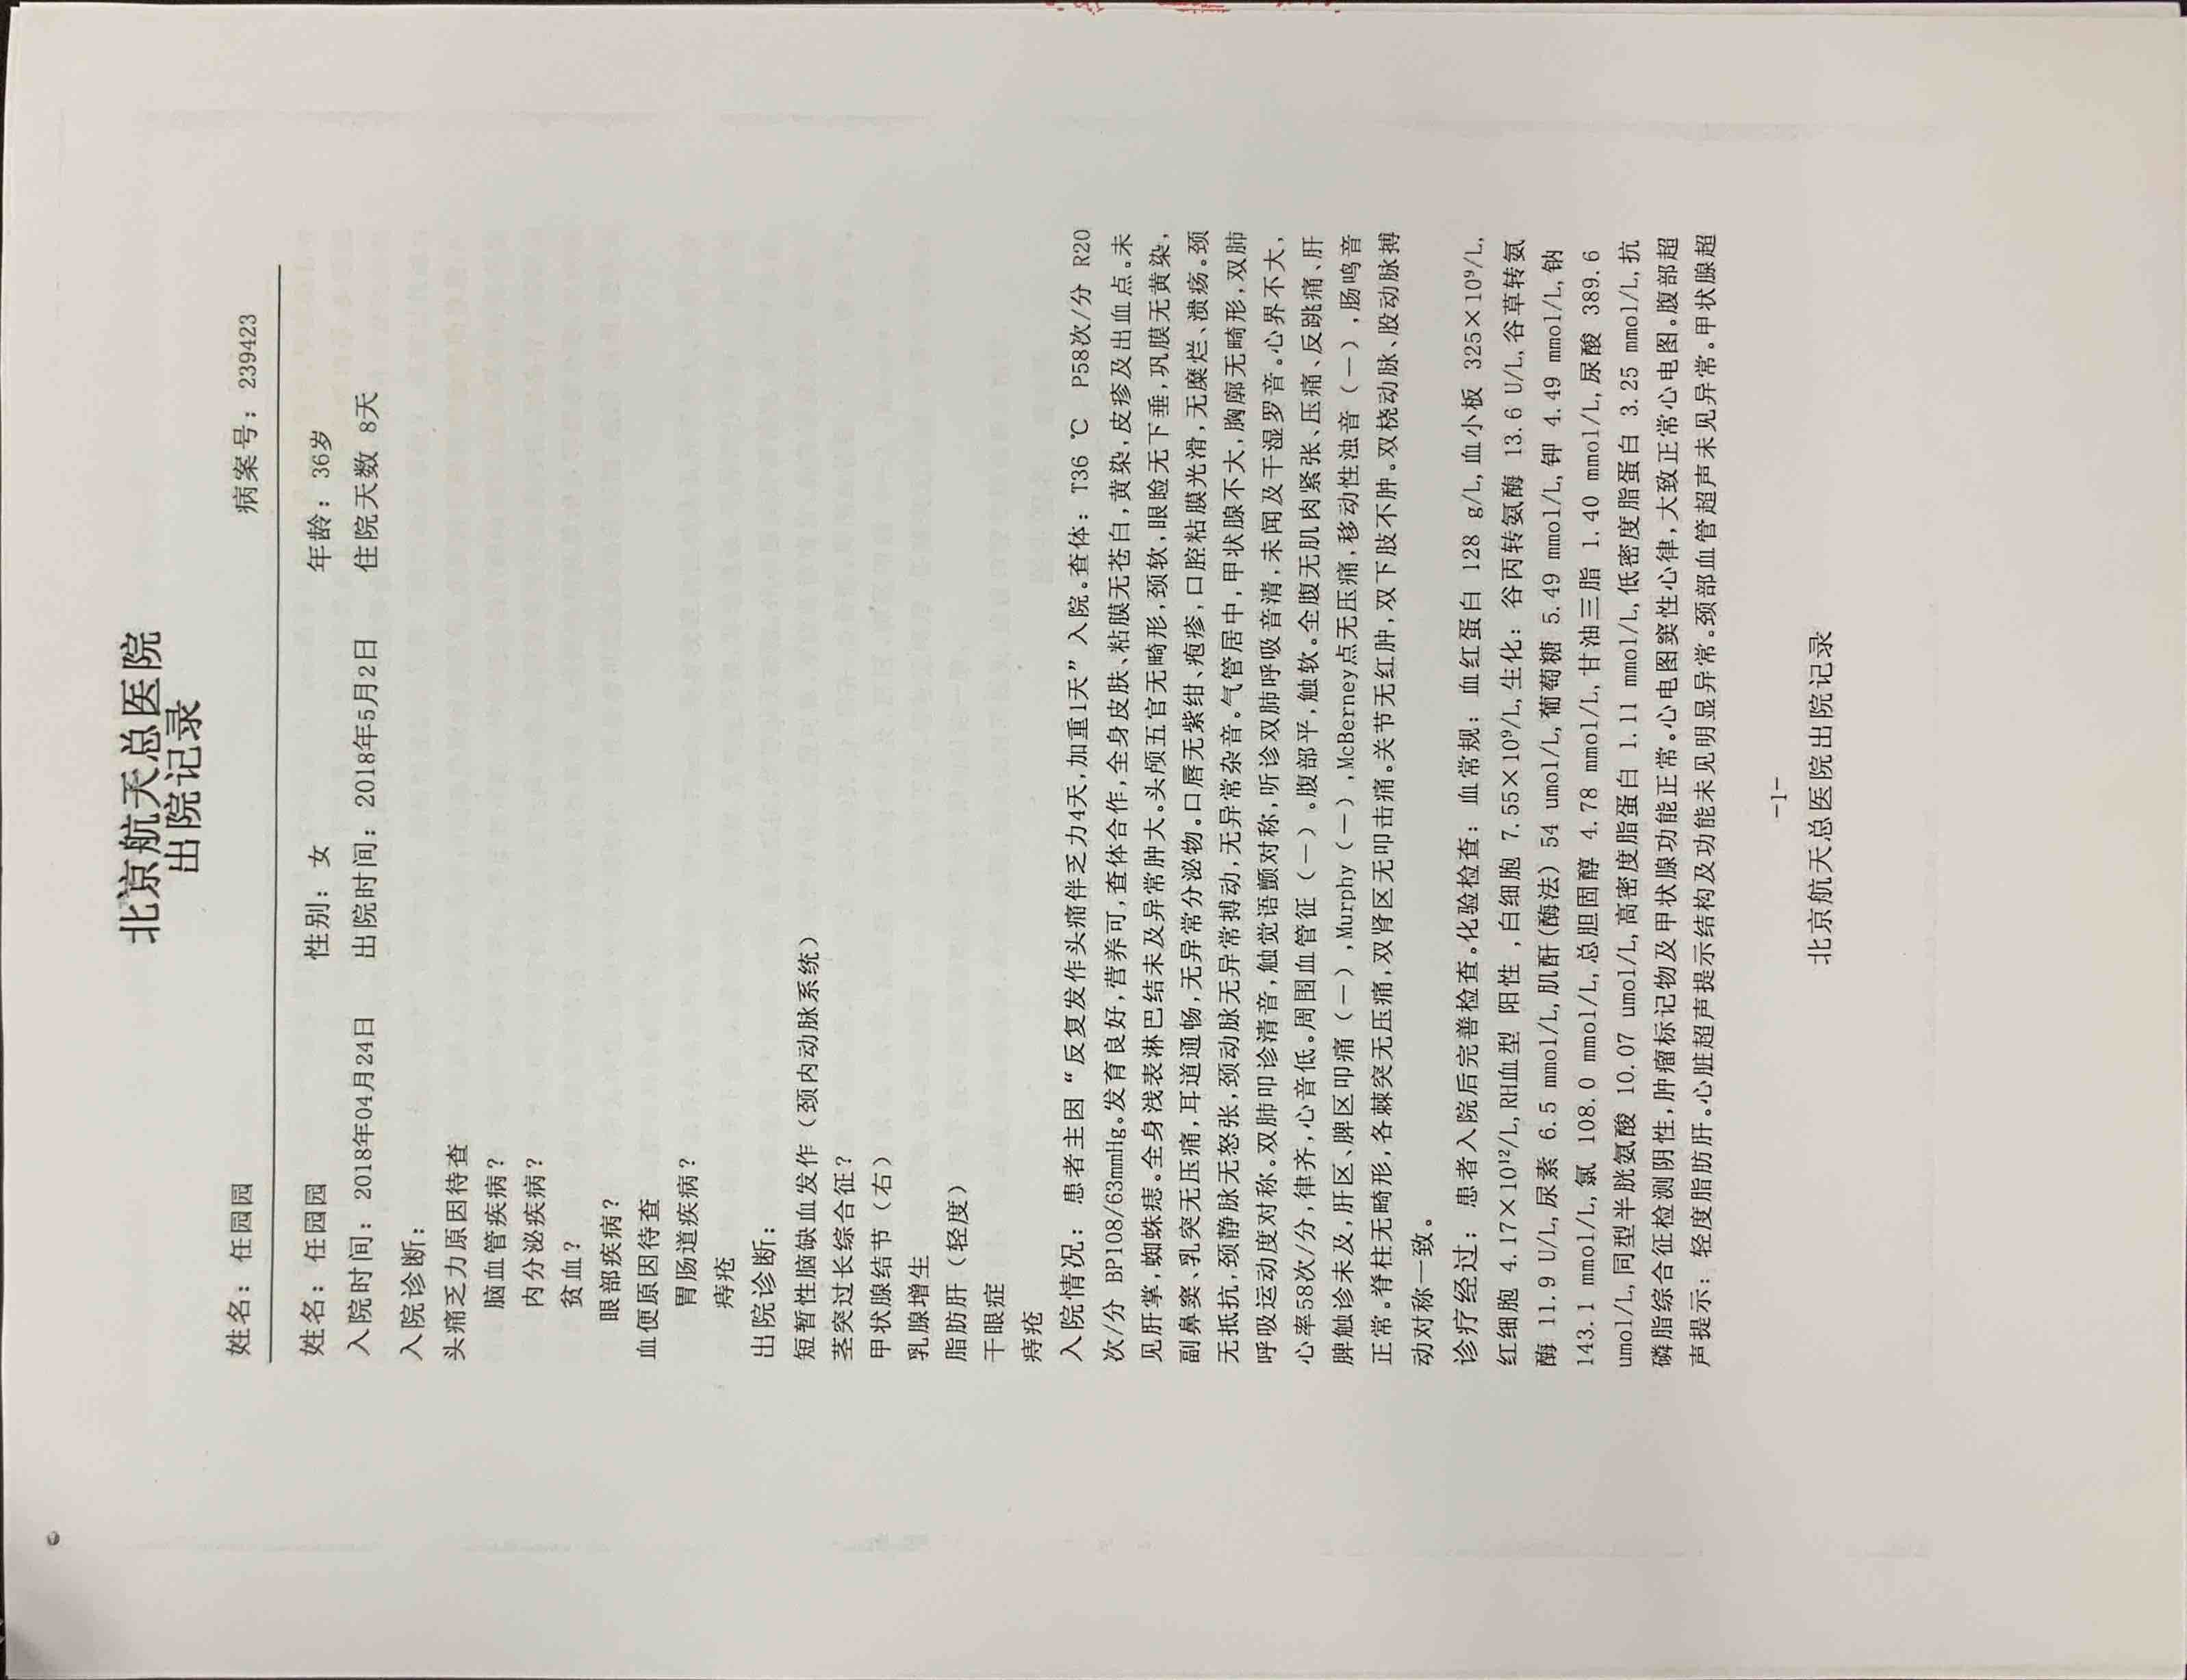 北京航天总医院
出院记录
姓名：任园园 病案号：239423
姓名：任园园 性别：女 年龄：36岁
入院时间：2018年04月24日 出院时间：2018年5月2日 住院天数 8天
入院诊断：
头痛乏力原因待查
脑血管疾病？
内分泌疾病？
贫血？
眼部疾病？
血便原因待查
胃肠道疾病？
痔疮
出院诊断：
短暂性脑缺血发作（颈内动脉系统）
茎突过长综合征？
甲状腺结节（右）
乳腺增生
脂肪肝（轻度）
干眼症
痔疮
入院情况：患者主因“反复发作头痛伴乏力4天，加重1天”入院。查体：T36 ℃ P58次/分 R20
次/分 BP108/63mmHg。发育良好，营养可，查体合作，全身皮肤、粘膜无苍白，黄染，皮疹及出血点。未
见肝掌，蜘蛛痣。全身浅表淋巴结未及异常肿大。头颅五官无畸形，颈软，眼睑无下垂，巩膜无黄染，
副鼻窦、乳突无压痛，耳道通畅，无异常分泌物。口唇无紫绀、疱疹，口腔粘膜光滑，无糜烂、溃疡。颈
无抵抗，颈静脉无怒张，颈动脉无异常搏动，无异常杂音。气管居中，甲状腺不大，胸廓无畸形，双肺
呼吸运动度对称。双肺叩诊清音，触觉语颤对称，听诊双肺呼吸音清，未闻及干湿罗音。心界不大，
心率58次/分，律齐，心音低。周围血管征（－）。腹部平，触软。全腹无肌肉紧张、压痛、反跳痛、肝
脾触诊未及，肝区、脾区叩痛（－），Murphy（－），McBerney点无压痛，移动性浊音（－），肠鸣音
正常。脊柱无畸形，各棘突无压痛，双肾区无叩击痛。关节无红肿，双下肢不肿。双桡动脉、股动脉搏
动对称一致。
诊疗经过：患者入院后完善检查。化验检查：血常规：血红蛋白 128 g/L,血小板 325×10⁹/L,
红细胞 4.17×10¹²/L,RH血型 阳性 ,白细胞 7.55×10⁹/L,生化：谷丙转氨酶 13.6 U/L,谷草转氨
酶 11.9 U/L,尿素 6.5 mmol/L,肌酐(酶法) 54 umol/L,葡萄糖 5.49 mmol/L,钾 4.49 mmol/L,钠
143.1 mmol/L,氯 108.0 mmol/L,总胆固醇 4.78 mmol/L,甘油三脂 1.40 mmol/L,尿酸 389.6
umol/L,同型半胱氨酸 10.07 umol/L,高密度脂蛋白 1.11 mmol/L,低密度脂蛋白 3.25 mmol/L,抗
磷脂综合征检测阴性，肿瘤标记物及甲状腺功能正常。心电图窦性心律，大致正常心电图。腹部超
声提示：轻度脂肪肝。心脏超声提示结构及功能未见明显异常。颈部血管超声未见异常。甲状腺超
-1-
北京航天总医院出院记录